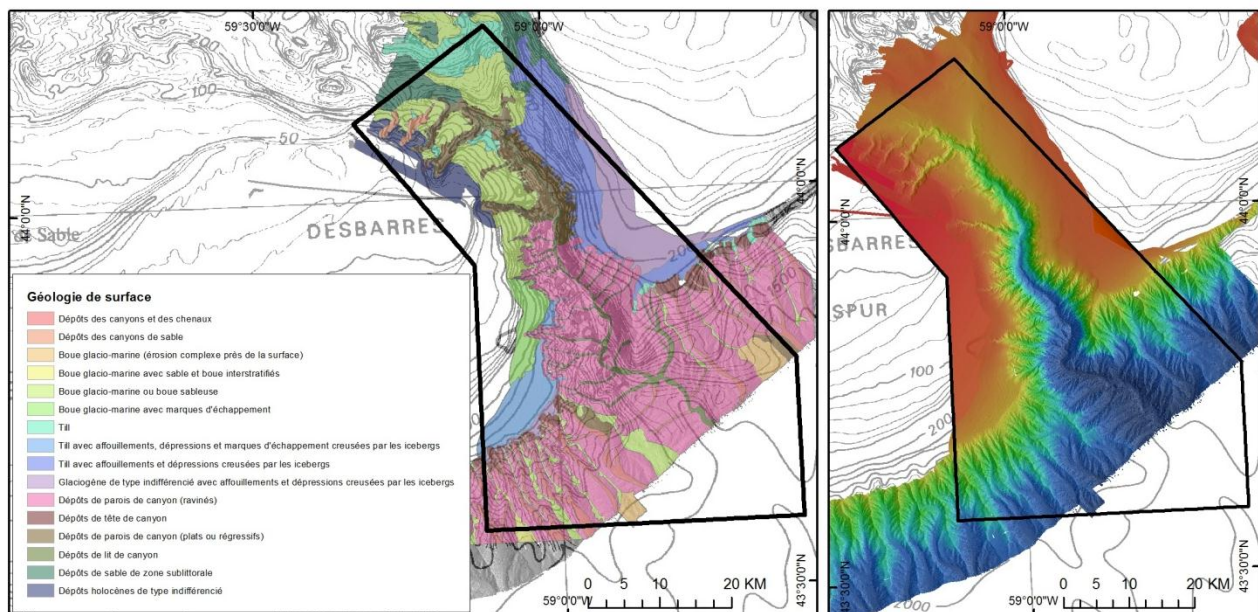 59°30'0"W
59°0'0"W
100
100
50
44°0'0"N
44°0'0"N
de Sable
DESBARRES
200
500
200
Géologie de surface
Dépôts des canyons et des chenaux
Dépôts des canyons de sable
Boue glacio-marine (érosion complexe près de la surface)
Boue glacio-marine avec sable et boue interstratifiés
Boue glacio-marine ou boue sableuse
Boue glacio-marine avec marques d'échappement
Till
Till avec affouillements, dépressions et marques d'échappement creusées par les icebergs
Till avec affouillements et dépressions creusées par les icebergs
Glaciogène de type indifférencié avec affouillements et dépressions creusées par les icebergs
Dépôts de parois de canyon (ravinés)
Dépôts de tête de canyon
Dépôts de parois de canyon (plats ou régressifs)
Dépôts de lit de canyon
Dépôts de sable de zone sublittorale
Dépôts holocènes de type indifférencié
0 5 10 20 KM
59°0'0"W
43°30'0"N
59°0'0"W
44°0'0"N
44°0'0"N
DESBARRES
SPUR
100
200
0 5 10 20 KM
2000
59°0'0"W
43°30'0"N